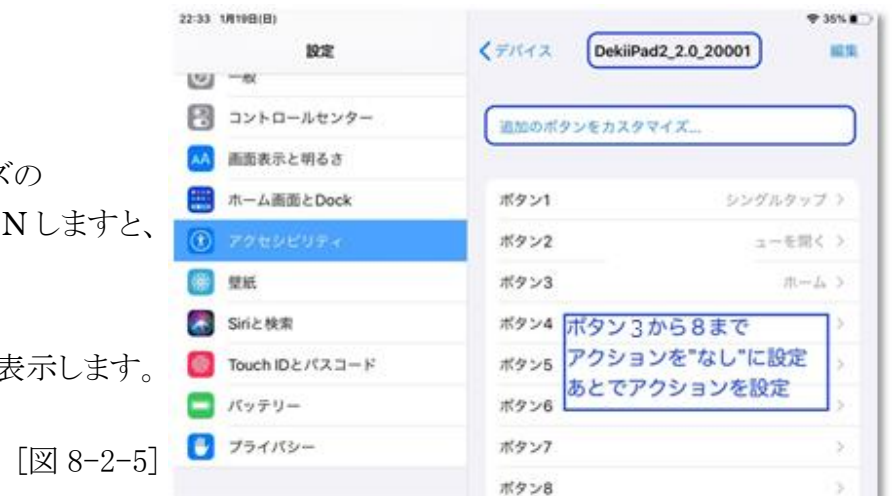 ズの
N しますと、
表示します。
[図 8-2-5]
22:33 1月19日(日)
35%
設定
一般
コントロールセンター
画面表示と明るさ
ホーム画面とDock
アクセシビリティ
壁紙
Siriと検索
Touch IDとパスコード
バッテリー
プライバシー
デバイス
DekiiPad2_2.0_20001
編集
追加のボタンをカスタマイズ...
ボタン1 シングルタップ
ボタン2 ューを開く
ボタン3 ホーム
ボタン4
ボタン5
ボタン6
ボタン7
ボタン8
ボタン3から8まで
アクションを"なし"に設定
あとでアクションを設定